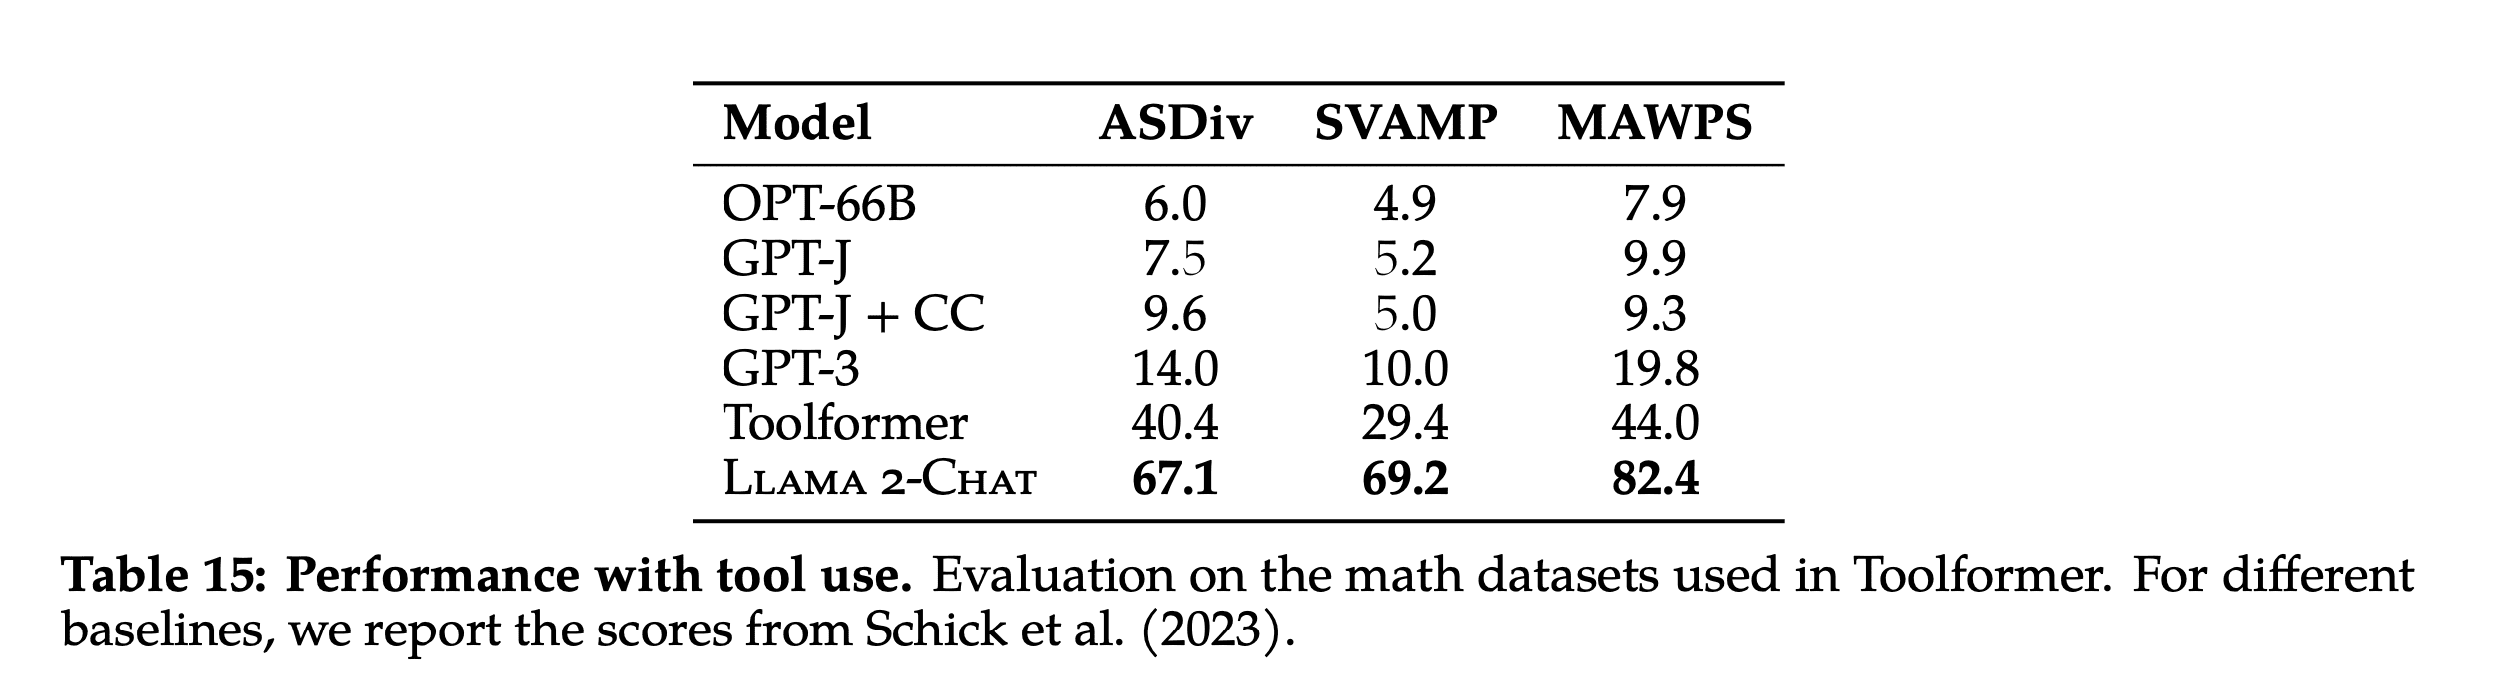 Model ASDiv SVAMP MAWPS
OPT-66B 6.0 4.9 7.9
GPT-J 7.5 5.2 9.9
GPT-J + CC 9.6 5.0 9.3
GPT-3 14.0 10.0 19.8
Toolformer 40.4 29.4 44.0
Llama 2-Chat 67.1 69.2 82.4
Table 15: Performance with tool use. Evaluation on the math datasets used in Toolformer. For different
baselines, we report the scores from Schick et al. (2023).